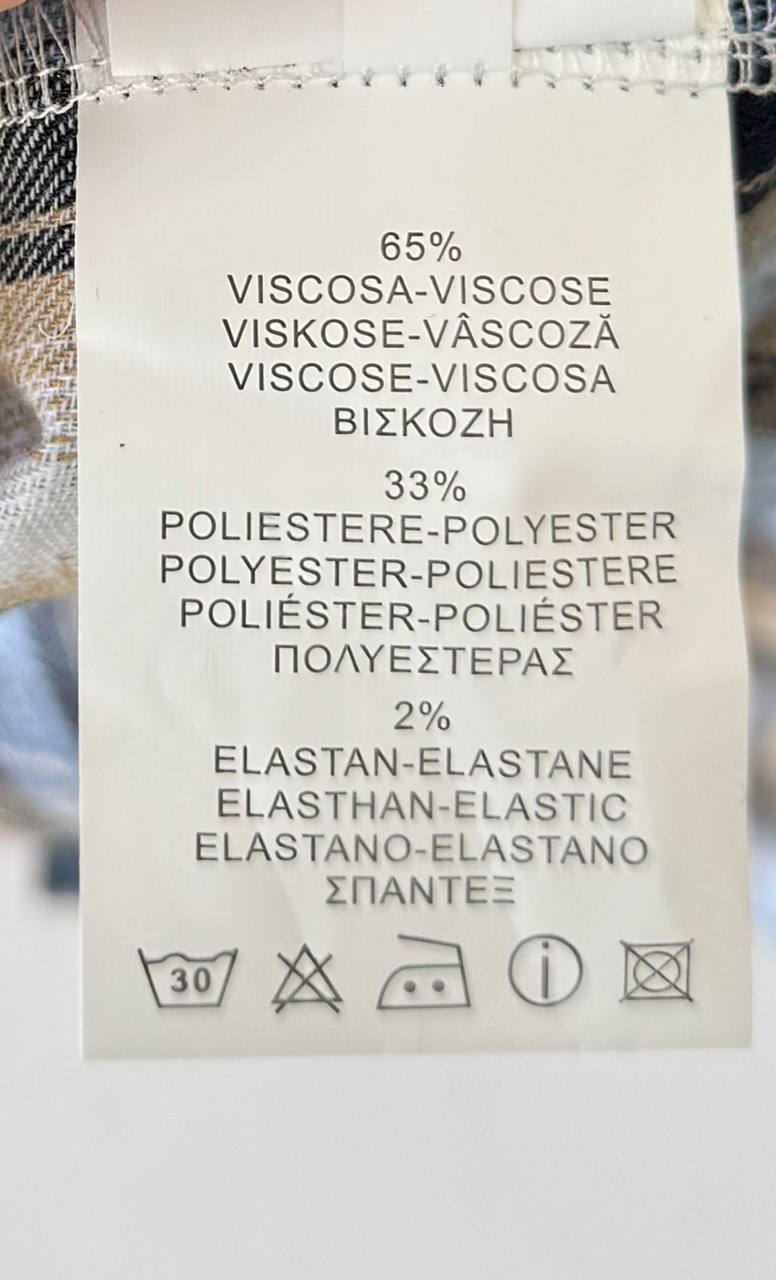 65%
VISCOSA-VISCOSE
VISKOSE-VÂSCOZĂ
VISCOSE-VISCOSA
ΒΙΣΚΟΖΗ
33%
POLIESTERE-POLYESTER
POLYESTER-POLIESTERE
POLIÉSTER-POLIÉSTER
ΠΟΛΥΕΣΤΕΡΑΣ
2%
ELASTAN-ELASTANE
ELASTHAN-ELASTIC
ELASTANO-ELASTANO
ΣΠΑΝΤΕΞ
30